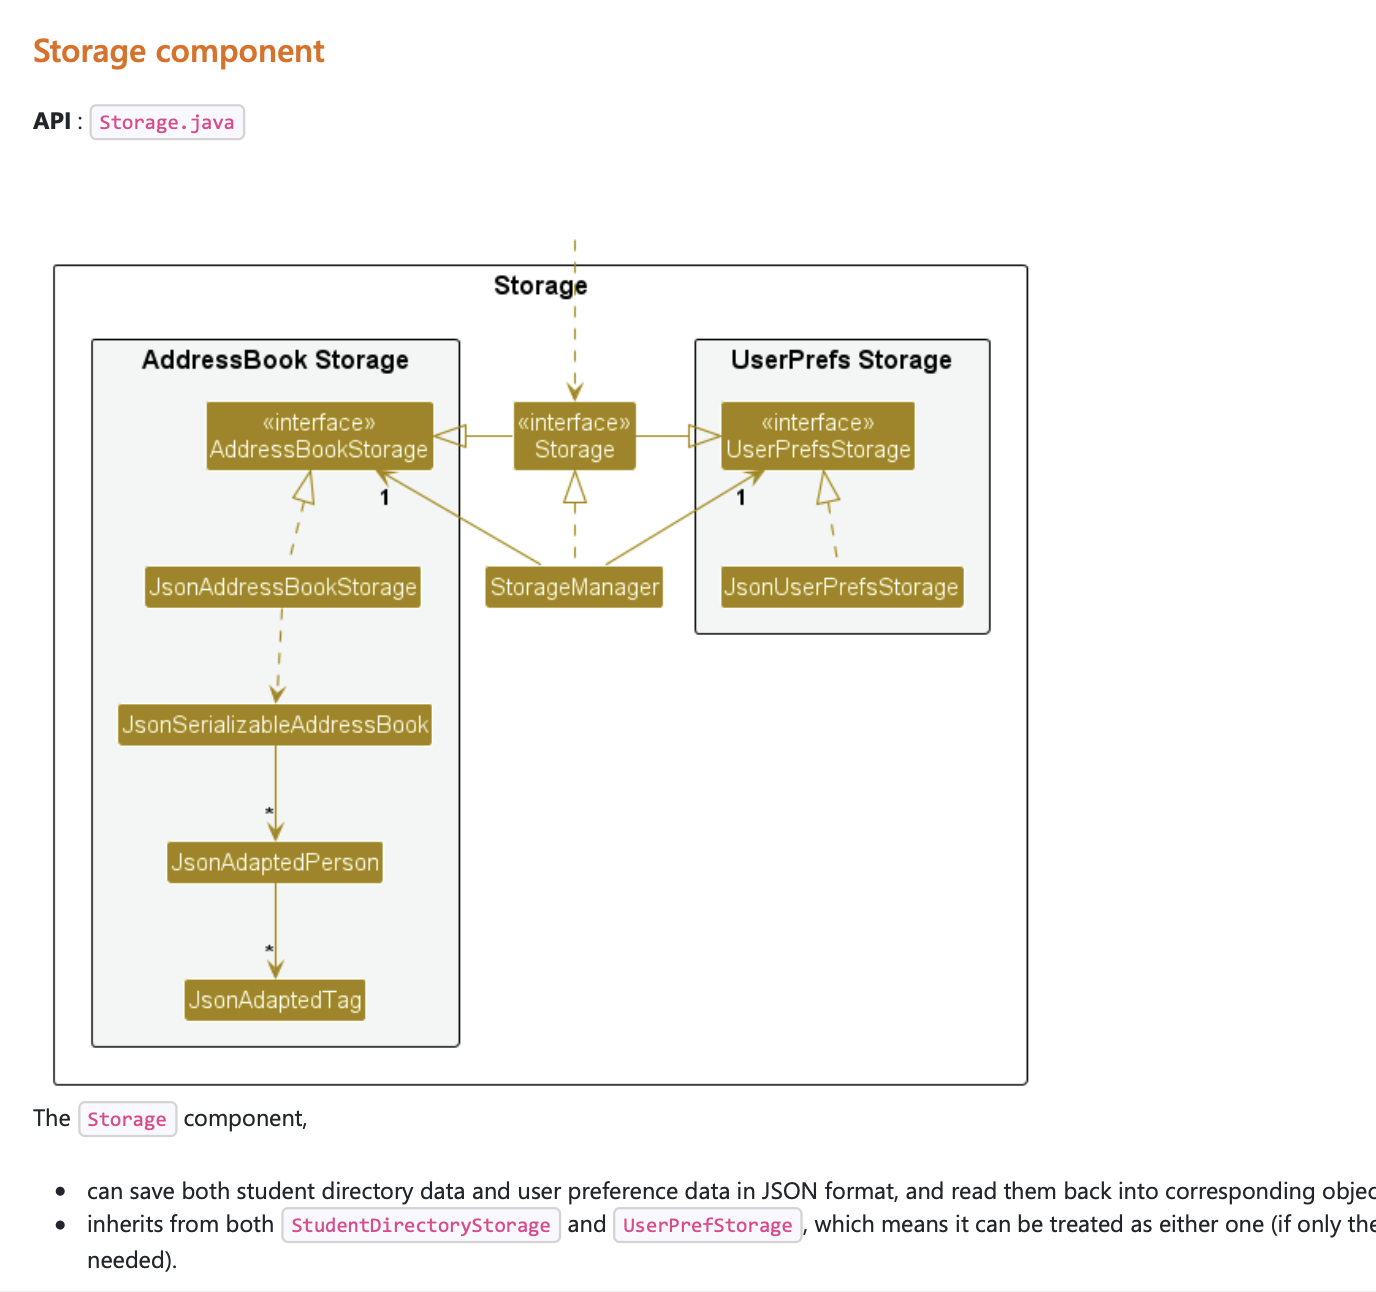 Storage component
API : Storage.java
Storage
AddressBook Storage
UserPrefs Storage
«interface»
AddressBookStorage
«interface»
Storage
«interface»
UserPrefsStorage
1
1
JsonAddressBookStorage
StorageManager
JsonUserPrefsStorage
JsonSerializableAddressBook
*
JsonAdaptedPerson
*
JsonAdaptedTag
The Storage component,
• can save both student directory data and user preference data in JSON format, and read them back into corresponding objec
• inherits from both StudentDirectoryStorage and UserPrefStorage, which means it can be treated as either one (if only the
needed).